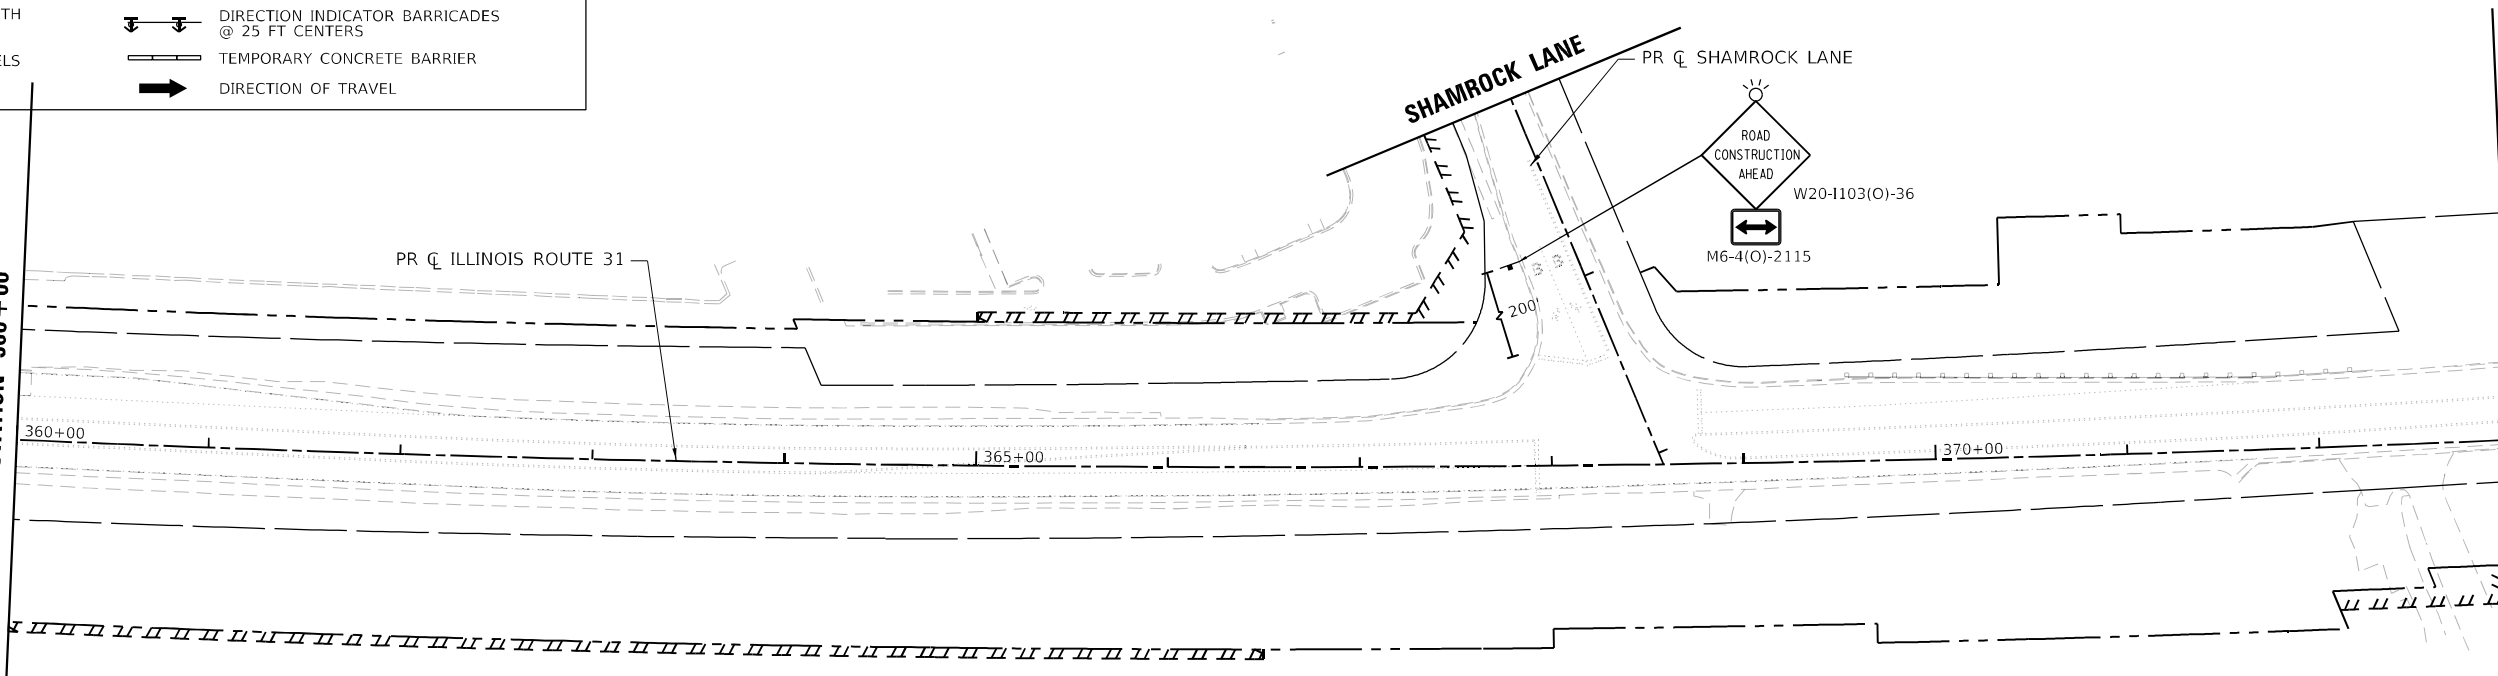 TH
ELS
DIRECTION INDICATOR BARRICADES
@ 25 FT CENTERS
TEMPORARY CONCRETE BARRIER
DIRECTION OF TRAVEL
SHAMROCK LANE
PR ℄ SHAMROCK LANE
ROAD
CONSTRUCTION
AHEAD
W20-I103(O)-36
M6-4(O)-2115
PR ℄ ILLINOIS ROUTE 31
200'
360+00
365+00
370+00